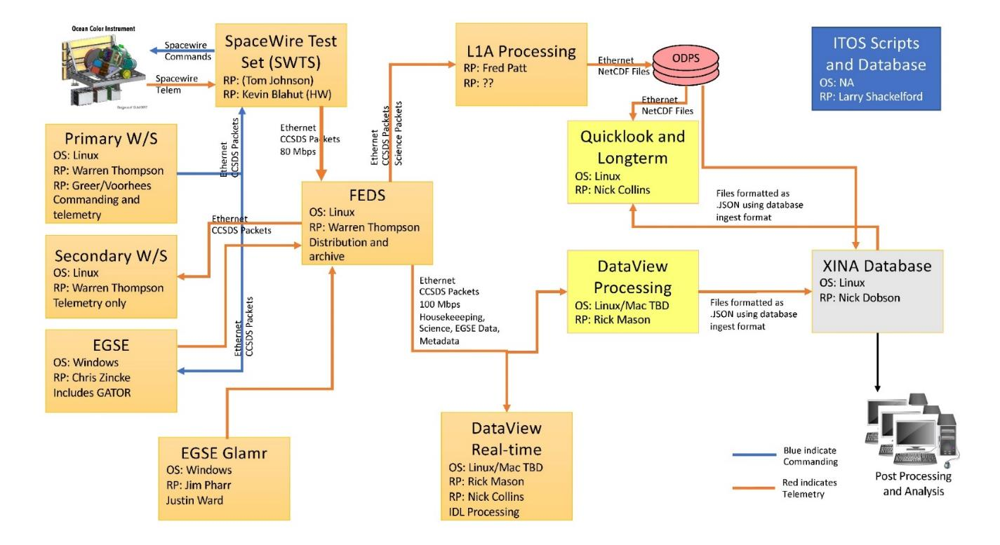 Ocean Color Instrument
Spacewire
Commands
Spacewire
Telem
SpaceWire Test
Set (SWTS)
RP: (Tom Johnson)
RP: Kevin Blahut (HW)
L1A Processing
RP: Fred Patt
RP: ??
Ethernet
NetCDF Files
ODPS
ITOS Scripts
and Database
OS: NA
RP: Larry Shackelford
Ethernet
NetCDF Files
Primary W/S
OS: Linux
RP: Warren Thompson
RP: Greer/Voorhees
Commanding and
telemetry
Ethernet
CCSDS Packets
Ethernet
CCSDS Packets
80 Mbps
Ethernet
CCSDS Packets
Science Packets
Quicklook and
Longterm
OS: Linux
RP: Nick Collins
FEDS
OS: Linux
RP: Warren Thompson
Distribution and
archive
Files formatted as
.JSON using database
ingest format
Ethernet
CCSDS Packets
Secondary W/S
OS: Linux
RP: Warren Thompson
Telemetry only
DataView
Processing
OS: Linux/Mac TBD
RP: Rick Mason
XINA Database
OS: Linux
RP: Nick Dobson
Ethernet
CCSDS Packets
100 Mbps
Housekeeeping,
Science, EGSE Data,
Metadata
Files formatted as
.JSON using database
ingest format
Ethernet
CCSDS Packets
EGSE
OS: Windows
RP: Chris Zincke
Includes GATOR
EGSE Glamr
OS: Windows
RP: Jim Pharr
Justin Ward
DataView
Real-time
OS: Linux/Mac TBD
RP: Rick Mason
RP: Nick Collins
IDL Processing
Blue indicate
Commanding
Red indicates
Telemetry
Post Processing
and Analysis